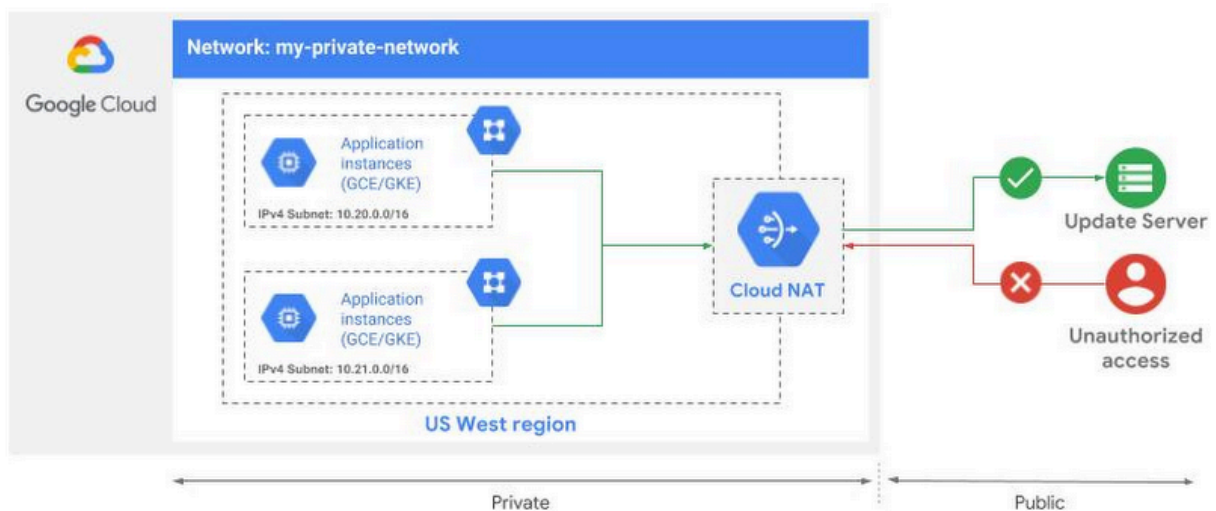 Google Cloud
Network: my-private-network
Application
instances
(GCE/GKE)
IPv4 Subnet: 10.20.0.0/16
Application
instances
(GCE/GKE)
IPv4 Subnet: 10.21.0.0/16
US West region
Cloud NAT
Update Server
Unauthorized
access
Private
Public